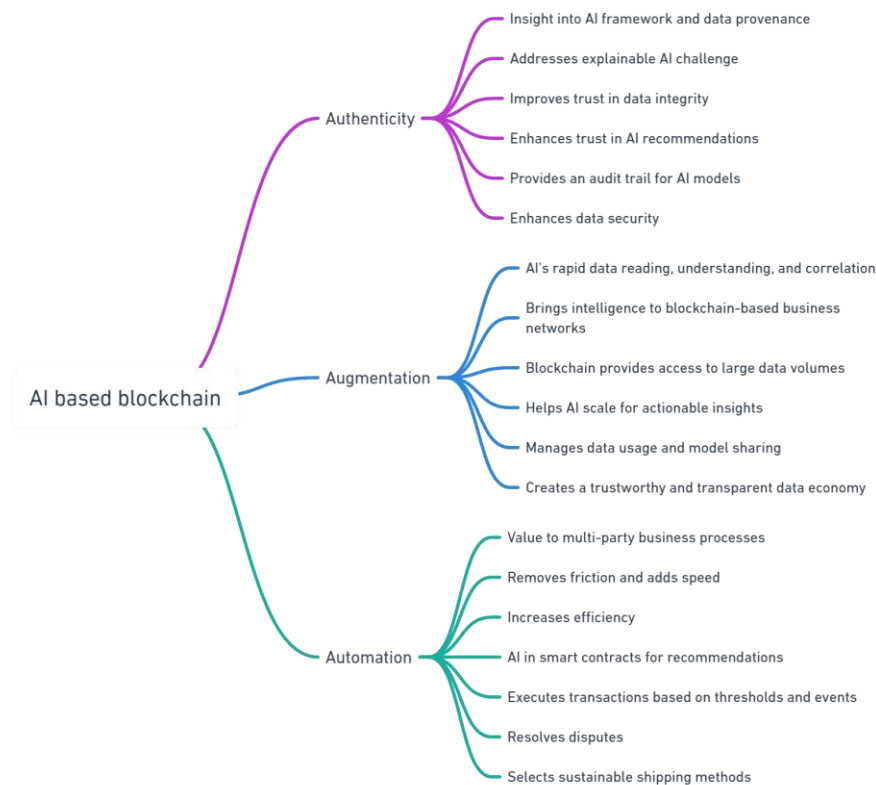 Insight into AI framework and data provenance
Addresses explainable AI challenge
Improves trust in data integrity
Authenticity
Enhances trust in AI recommendations
Provides an audit trail for AI models
Enhances data security
AI's rapid data reading, understanding, and correlation
Brings intelligence to blockchain-based business
networks
Blockchain provides access to large data volumes
Augmentation
AI based blockchain
Helps AI scale for actionable insights
Manages data usage and model sharing
Creates a trustworthy and transparent data economy
Value to multi-party business processes
Removes friction and adds speed
Increases efficiency
Automation
AI in smart contracts for recommendations
Executes transactions based on thresholds and events
Resolves disputes
Selects sustainable shipping methods